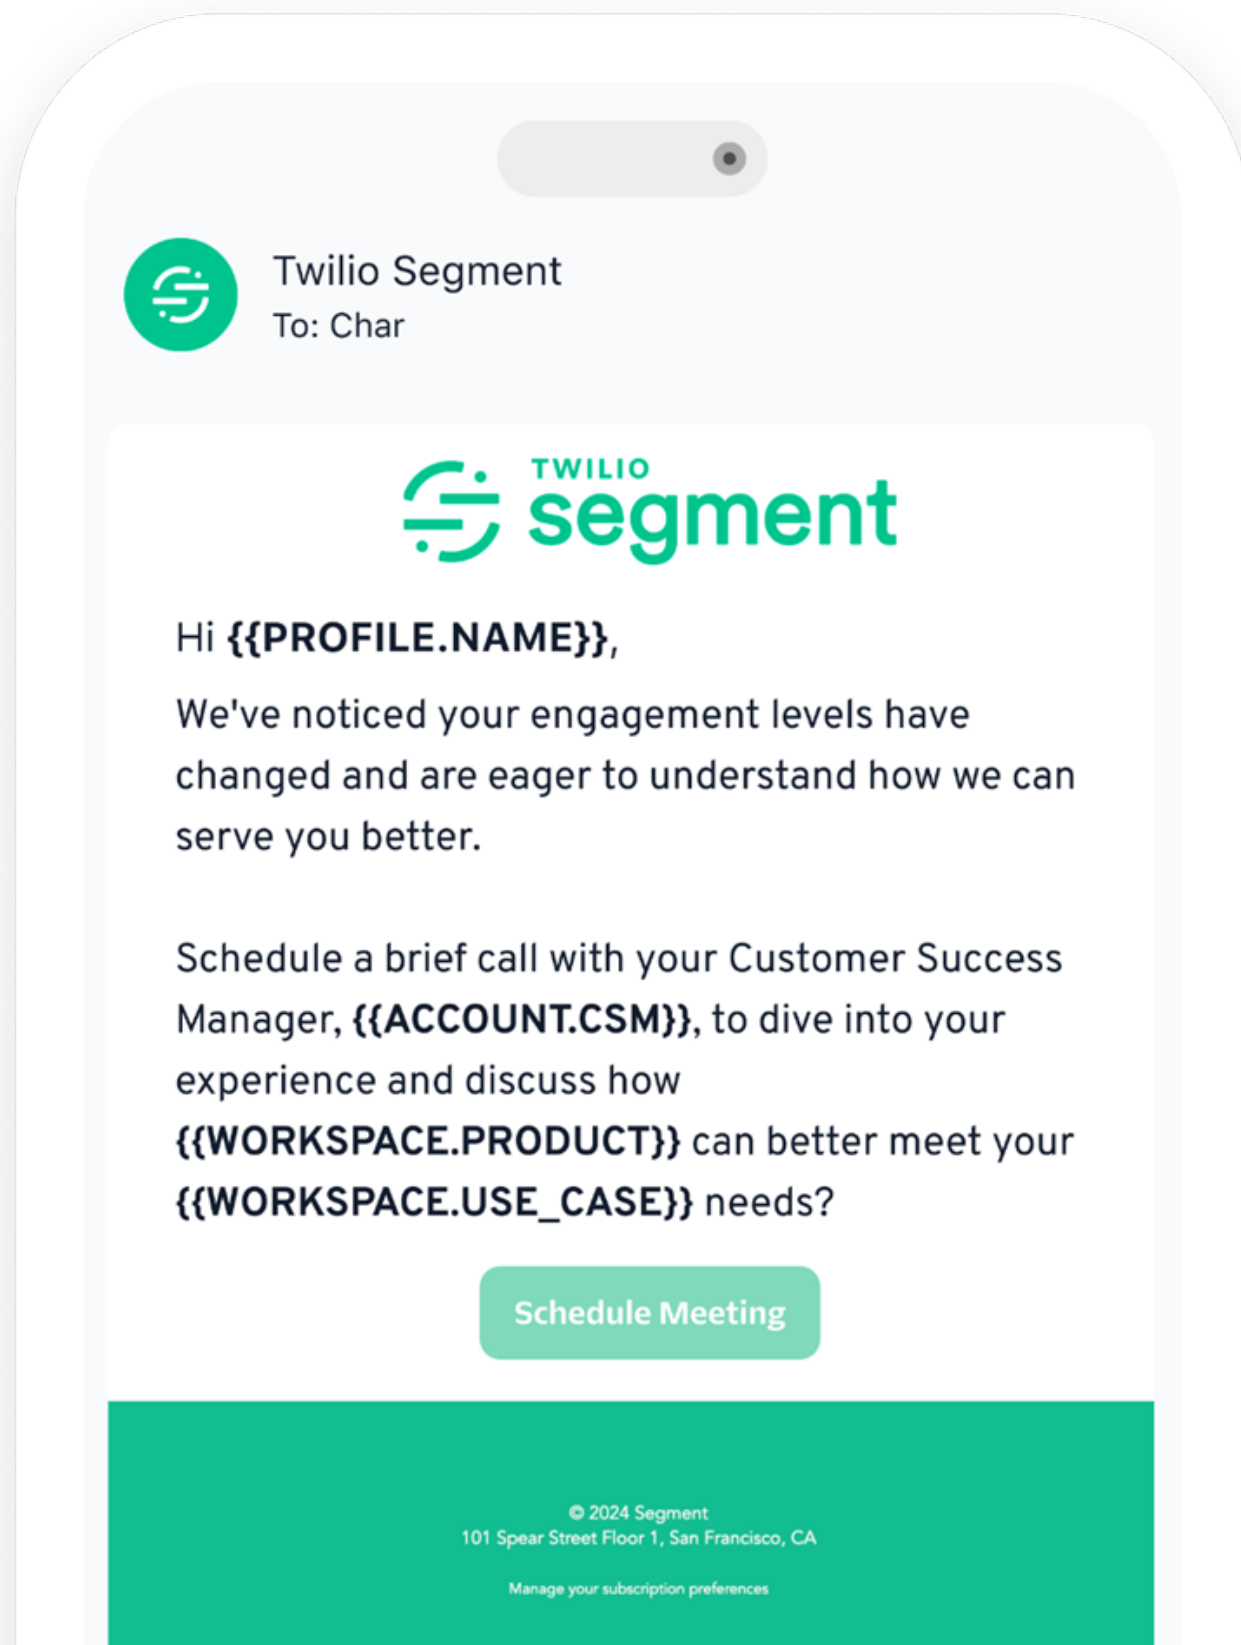 Twilio Segment
To: Char
TWILIO
segment
Hi {{PROFILE.NAME}},
We've noticed your engagement levels have
changed and are eager to understand how we can
serve you better.
Schedule a brief call with your Customer Success
Manager, {{ACCOUNT.CSM}}, to dive into your
experience and discuss how
{{WORKSPACE.PRODUCT}} can better meet your
{{WORKSPACE.USE_CASE}} needs?
Schedule Meeting
© 2024 Segment
101 Spear Street Floor 1, San Francisco, CA
Manage your subscription preferences